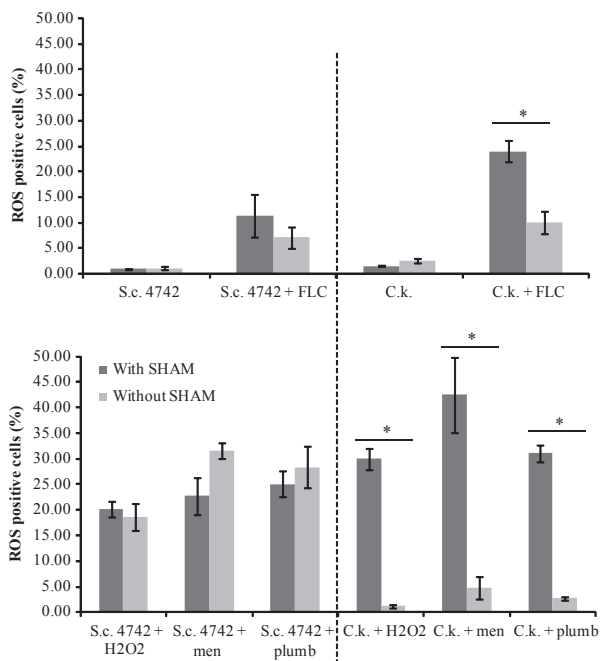 ROS positive cells (%)
50.00
45.00
40.00
35.00
30.00
25.00
20.00
15.00
10.00
5.00
0.00
*
S.c. 4742
S.c. 4742 + FLC
C.k.
C.k. + FLC
ROS positive cells (%)
50.00
45.00
40.00
35.00
30.00
25.00
20.00
15.00
10.00
5.00
0.00
With SHAM
Without SHAM
*
*
*
S.c. 4742 +
H2O2
S.c. 4742 +
men
S.c. 4742 +
plumb
C.k. + H2O2
C.k. + men
C.k. + plumb